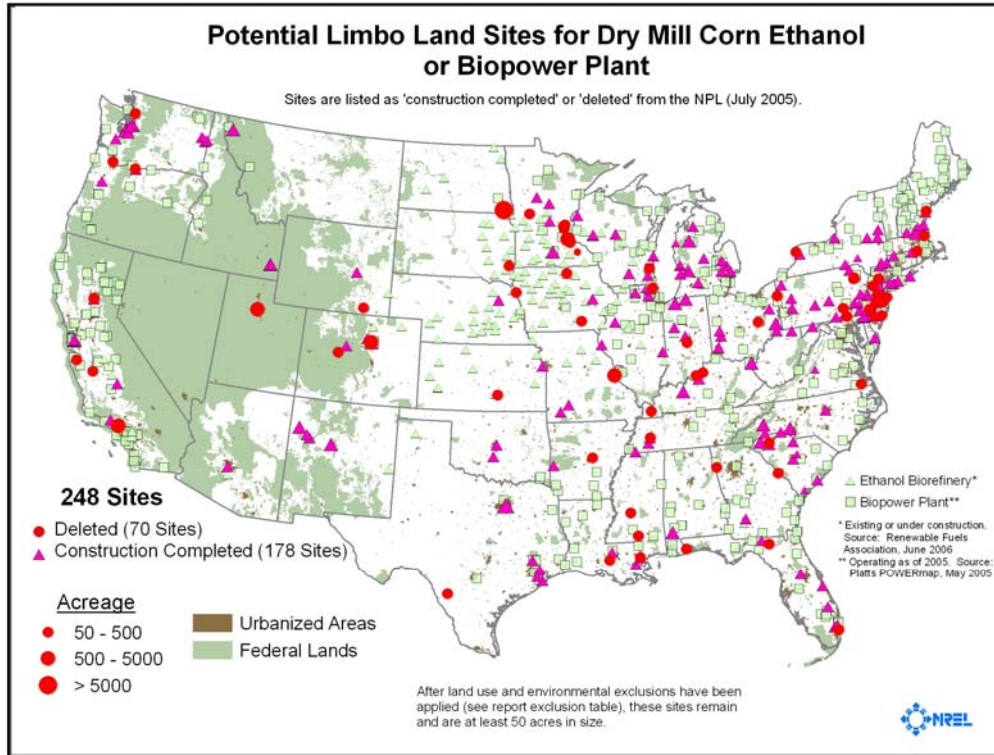 Potential Limbo Land Sites for Dry Mill Corn Ethanol
or Biopower Plant
Sites are listed as 'construction completed' or 'deleted' from the NPL (July 2005).
248 Sites
Deleted (70 Sites)
Construction Completed (178 Sites)
Acreage
50 - 500
500 - 5000
> 5000
Urbanized Areas
Federal Lands
Ethanol Biorefinery*
Biopower Plant**
* Existing or under construction.
Source: Renewable Fuels
Association, June 2006
** Operating as of 2005. Source:
Platts POWERmap, May 2005
After land use and environmental exclusions have been
applied (see report exclusion table), these sites remain
and are at least 50 acres in size.
NREL